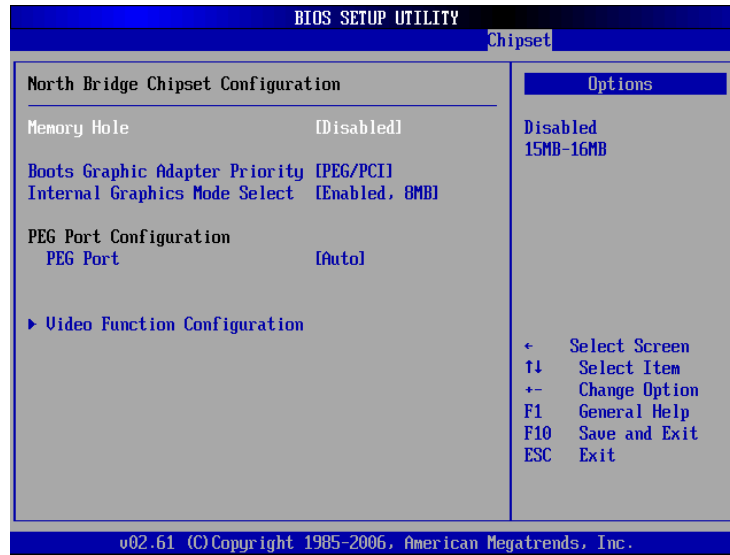 BIOS SETUP UTILITY
Chipset
North Bridge Chipset Configuration
Memory Hole [Disabled]
Boots Graphic Adapter Priority [PEG/PCI]
Internal Graphics Mode Select [Enabled, 8MB]
PEG Port Configuration
PEG Port [Auto]
▶ Video Function Configuration
Options
Disabled
15MB-16MB
← Select Screen
↑↓ Select Item
+- Change Option
F1 General Help
F10 Save and Exit
ESC Exit
v02.61 (C)Copyright 1985-2006, American Megatrends, Inc.